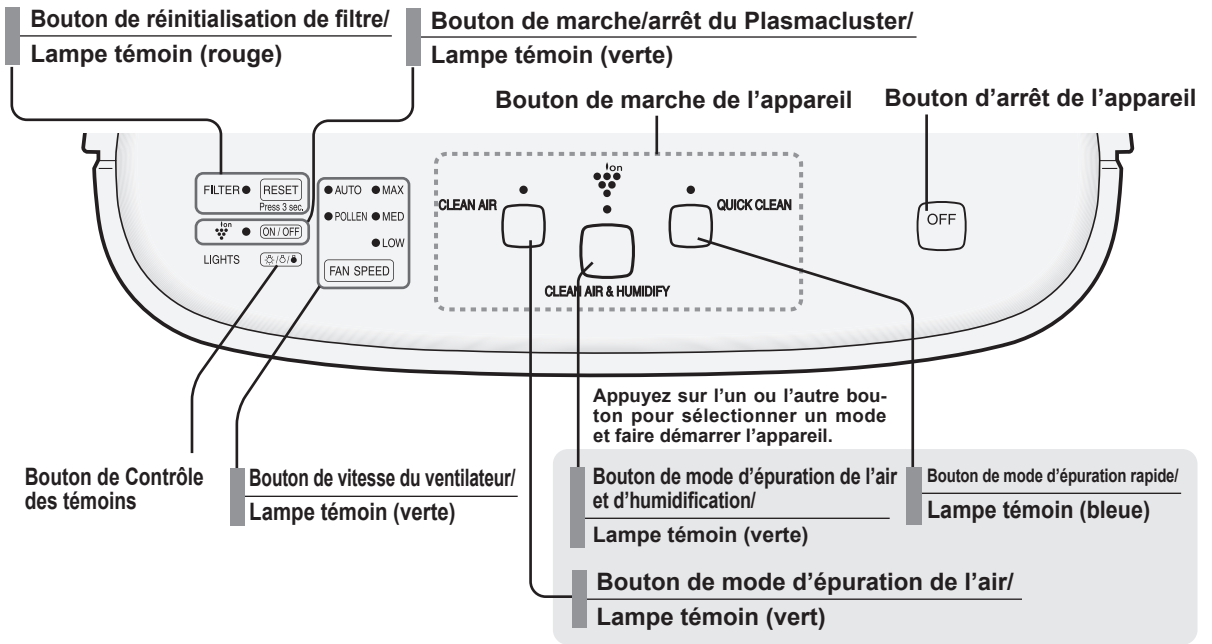 Bouton de réinitialisation de filtre/
Lampe témoin (rouge)
Bouton de marche/arrêt du Plasmacluster/
Lampe témoin (verte)
Bouton de marche de l’appareil
Bouton d’arrêt de l’appareil
FILTER RESET
Press 3 sec.
ion
ON / OFF
LIGHTS
AUTO MAX
POLLEN MED
LOW
FAN SPEED
ion
CLEAN AIR
QUICK CLEAN
CLEAN AIR & HUMIDIFY
OFF
Appuyez sur l’un ou l’autre bou-
ton pour sélectionner un mode
et faire démarrer l’appareil.
Bouton de Contrôle
des témoins
Bouton de vitesse du ventilateur/
Lampe témoin (verte)
Bouton de mode d’épuration de l’air
et d’humidification/
Lampe témoin (verte)
Bouton de mode d’épuration rapide/
Lampe témoin (bleue)
Bouton de mode d’épuration de l’air/
Lampe témoin (vert)